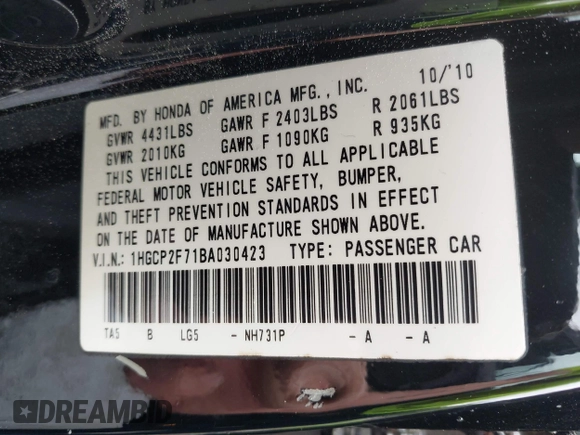 MFD. BY HONDA OF AMERICA MFG., INC. 10/'10
GVWR 4431LBS GAWR F 2403LBS R 2061LBS
GVWR 2010KG GAWR F 1090KG R 935KG
THIS VEHICLE CONFORMS TO ALL APPLICABLE
FEDERAL MOTOR VEHICLE SAFETY, BUMPER,
AND THEFT PREVENTION STANDARDS IN EFFECT
ON THE DATE OF MANUFACTURE SHOWN ABOVE.
V.I.N.: 1HGCP2F71BA030423 TYPE: PASSENGER CAR
TA5 B LG5 - NH731P - A - A
DREAMBID